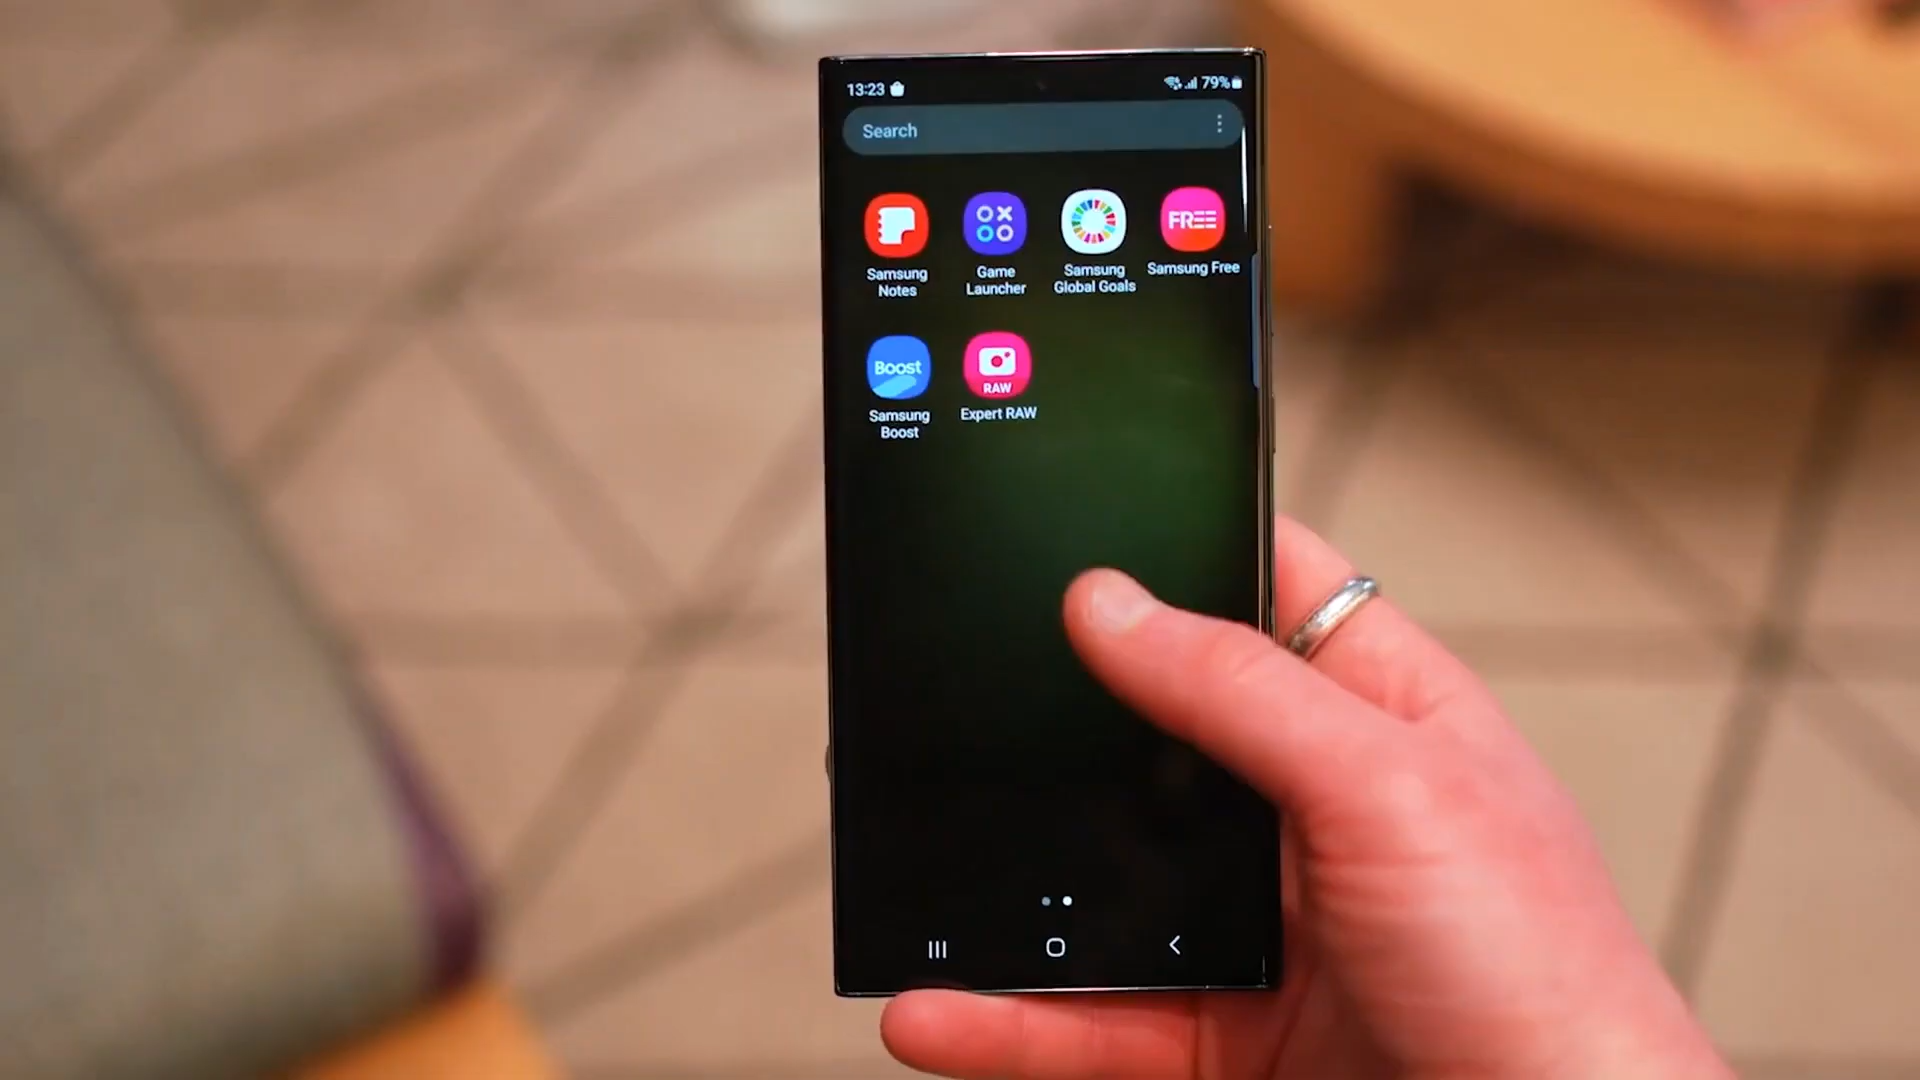 13:23
79%
Search
FREE
Samsung
Notes
Game
Launcher
Samsung
Global Goals
Samsung Free
Boost
RAW
Samsung
Boost
Expert RAW